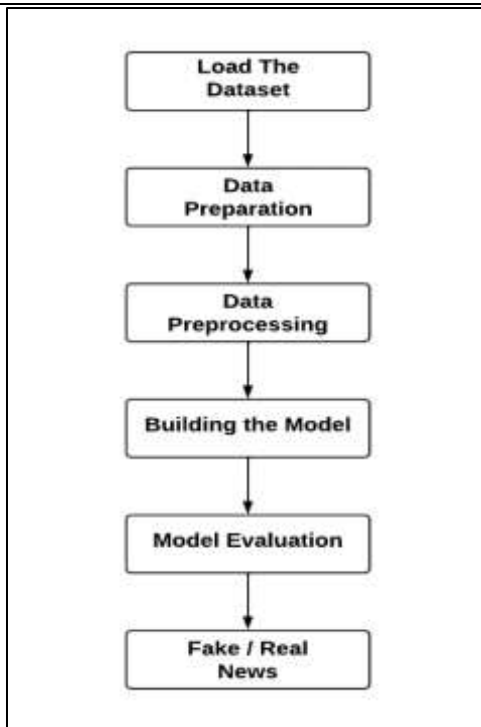 Load The
Dataset
Data
Preparation
Data
Preprocessing
Building the Model
Model Evaluation
Fake / Real
News